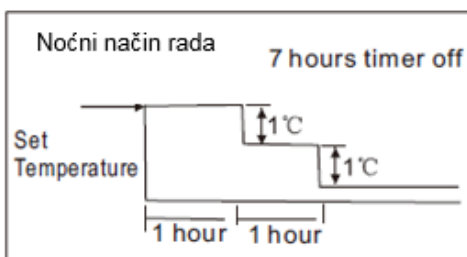 Noćni način rada
7 hours timer off
1℃
Set
Temperature
1℃
1 hour
1 hour